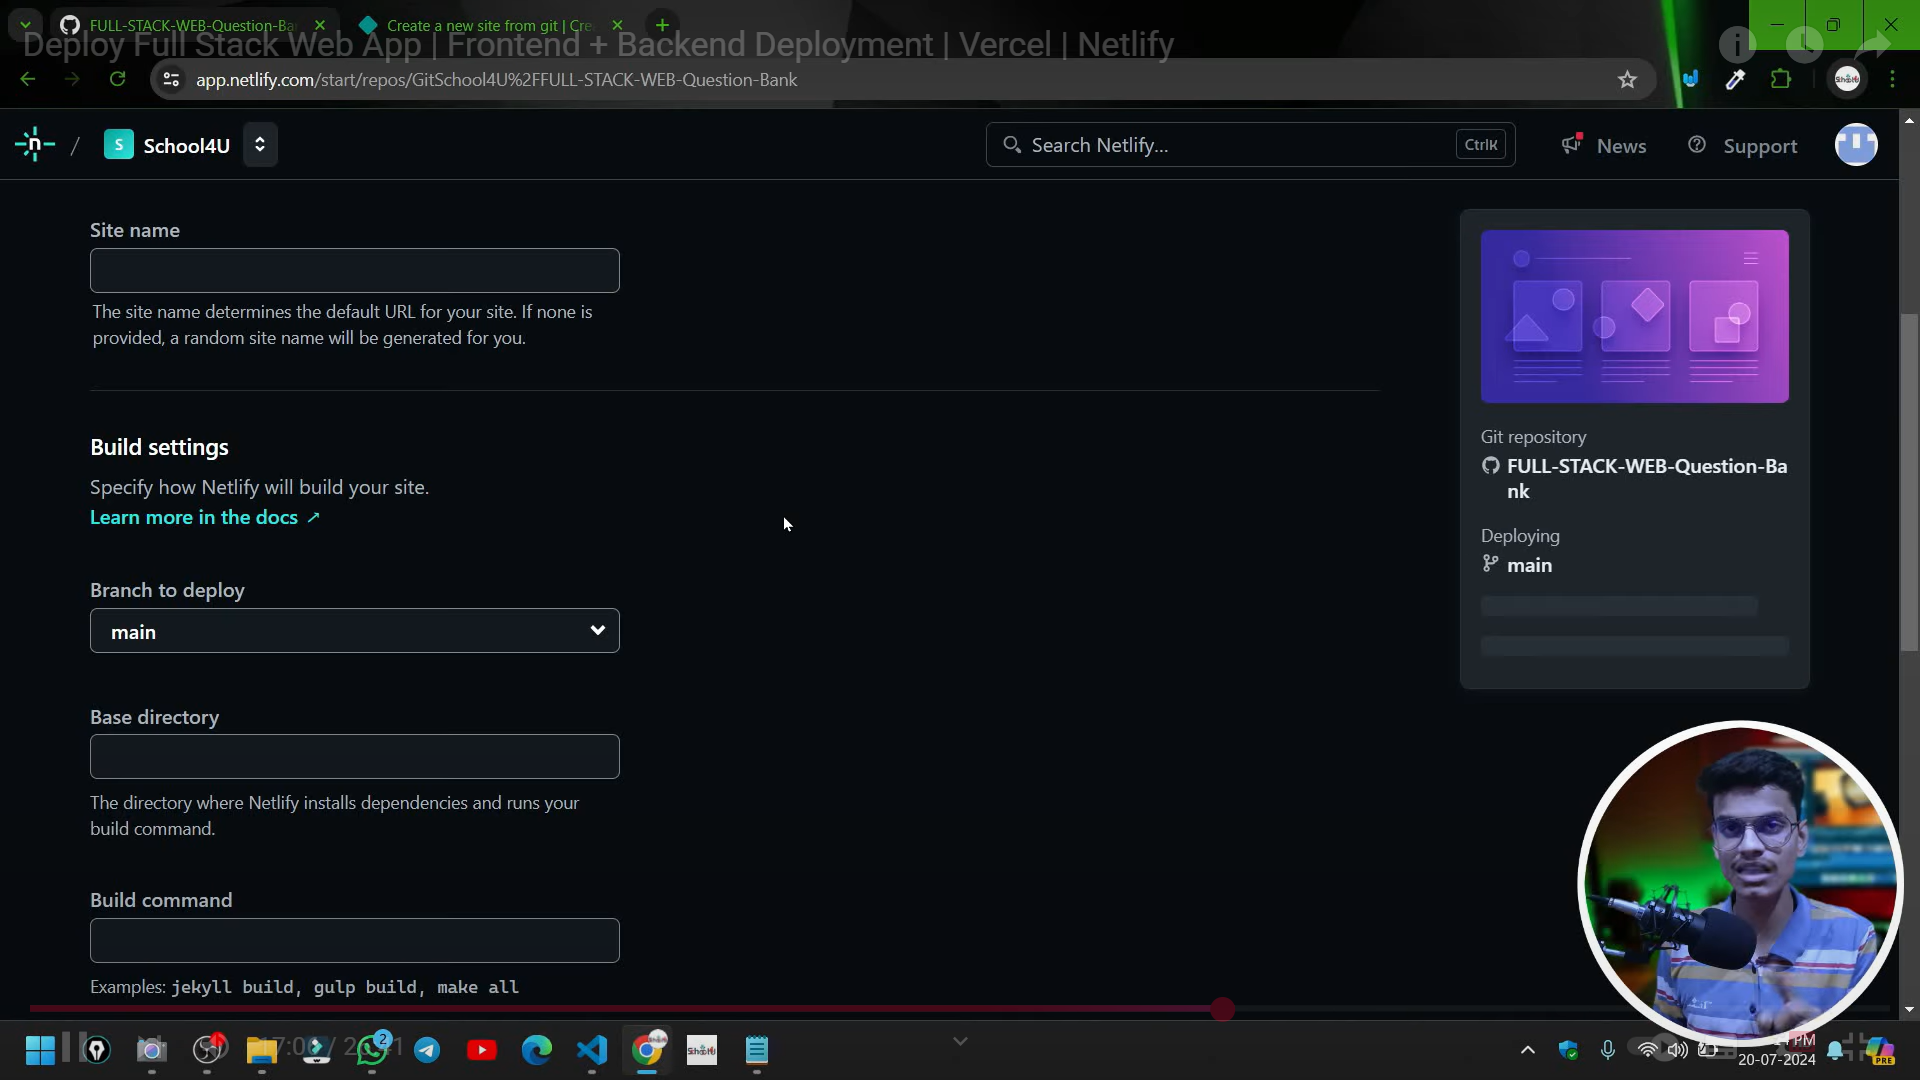 FULL-STACK-WEB-Question-Ba
Create a new site from git | Cre
Deploy Full Stack Web App | Frontend + Backend Deployment | Vercel | Netlify
app.netlify.com/start/repos/GitSchool4U%2FFULL-STACK-WEB-Question-Bank
S School4U
Search Netlify...
CtrlK
News
Support
Site name
The site name determines the default URL for your site. If none is
provided, a random site name will be generated for you.
Build settings
Specify how Netlify will build your site.
Learn more in the docs ↗
Branch to deploy
main
Base directory
The directory where Netlify installs dependencies and runs your
build command.
Build command
Examples: jekyll build, gulp build, make all
Git repository
FULL-STACK-WEB-Question-Ba
nk
Deploying
main
2
PM
20-07-2024
PRE